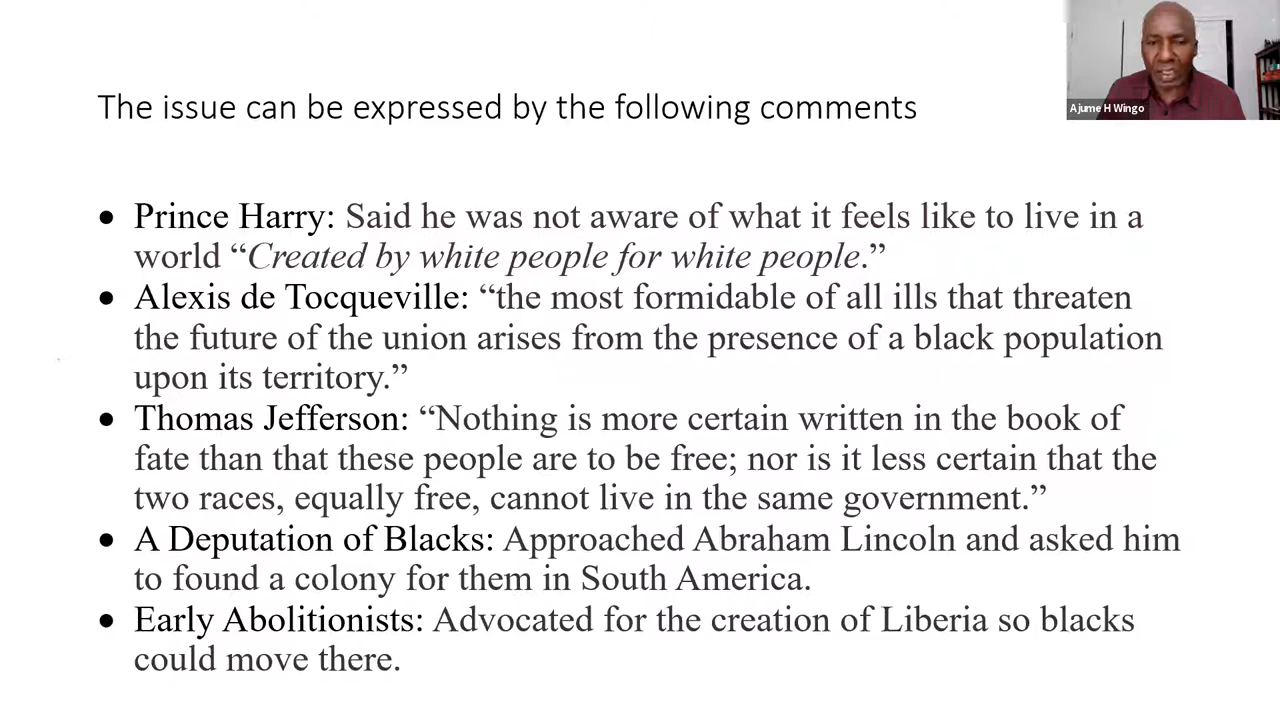 The issue can be expressed by the following comments
Ajume H Wingo
• Prince Harry: Said he was not aware of what it feels like to live in a
world “Created by white people for white people.”
• Alexis de Tocqueville: “the most formidable of all ills that threaten
the future of the union arises from the presence of a black population
upon its territory.”
• Thomas Jefferson: “Nothing is more certain written in the book of
fate than that these people are to be free; nor is it less certain that the
two races, equally free, cannot live in the same government.”
• A Deputation of Blacks: Approached Abraham Lincoln and asked him
to found a colony for them in South America.
• Early Abolitionists: Advocated for the creation of Liberia so blacks
could move there.